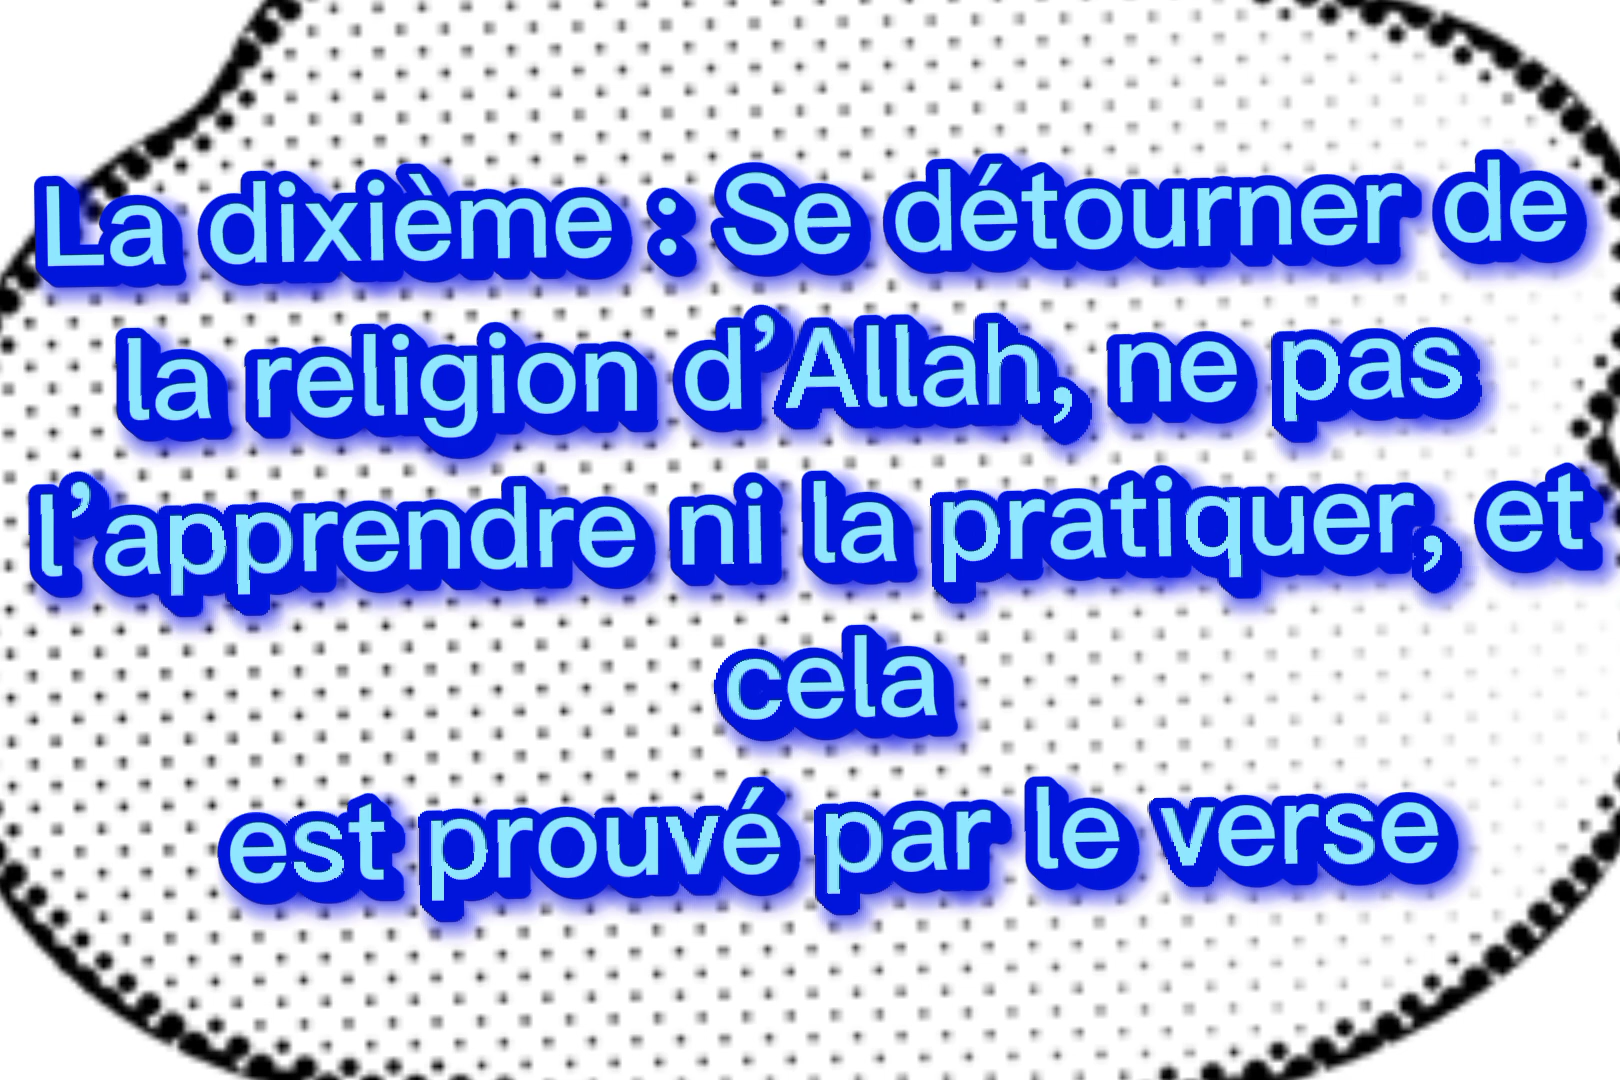 La dixième : Se détourner de
la religion d’Allah, ne pas
l’apprendre ni la pratiquer, et
cela
est prouvé par le verse